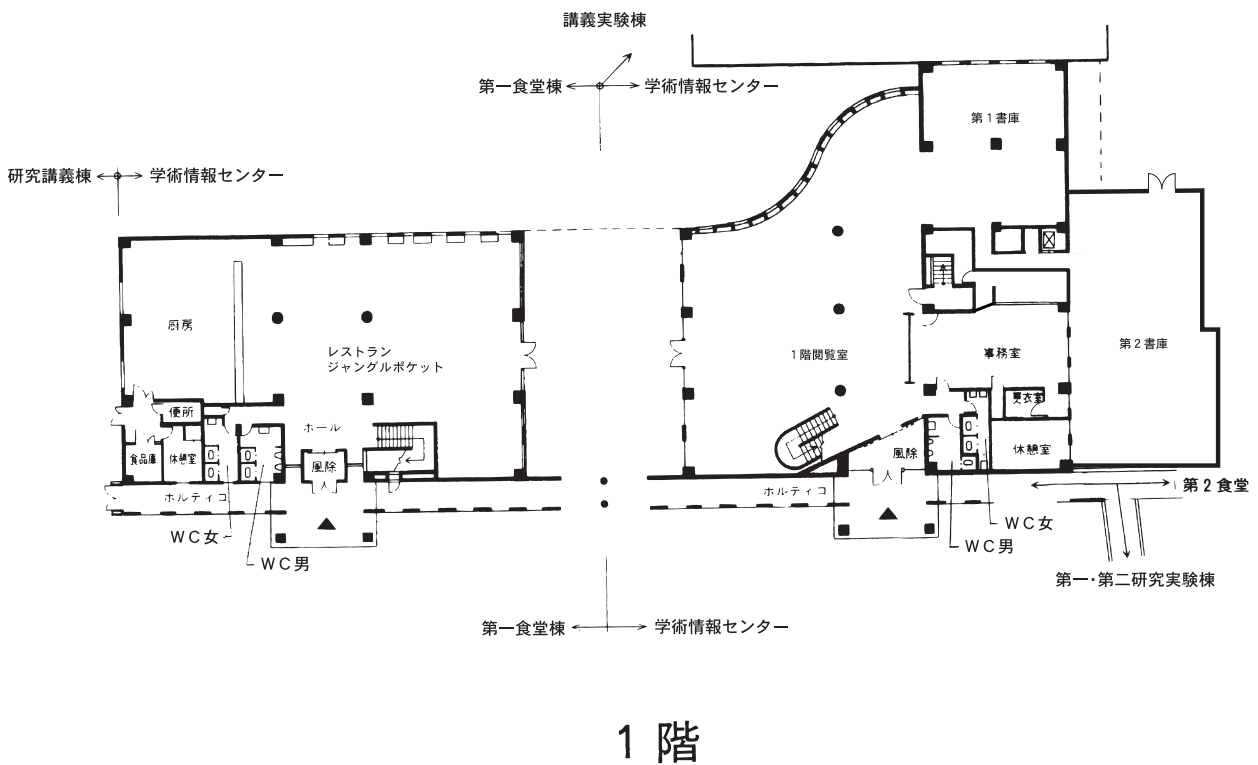 講義実験棟
第一食堂棟 学術情報センター
第1書庫
研究講義棟 学術情報センター
厨房
レストラン
ジャングルポケット
1階閲覧室
事務室
第2書庫
更衣室
便所
ホール
風除
休憩室
食品庫
休憩室
風除
ホルティコ
ホルティコ
第2食堂
人
人
WC女
WC男
WC女
WC男
第一・第二研究実験棟
第一食堂棟 学術情報センター
1階